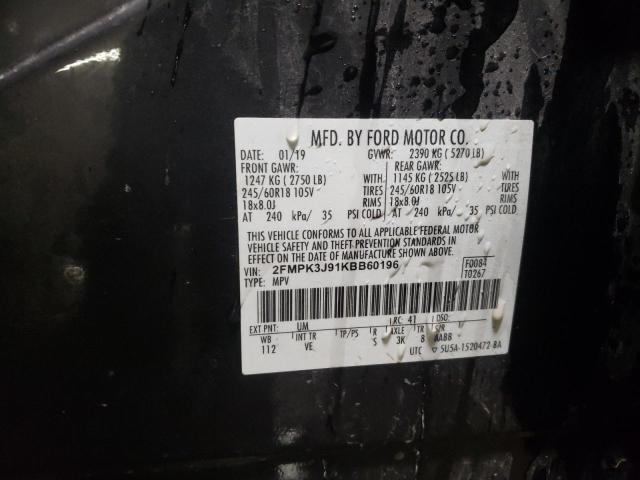 MFD. BY FORD MOTOR CO.
DATE: 01/19 GVWR: 2390 KG (5270 LB)
FRONT GAWR: REAR GAWR:
1247 KG (2750 LB) WITH 1145 KG (2525 LB) WITH
245/60R18 105V TIRES 245/60R18 105V TIRES
18x8.0J RIMS 18x8.0J RIMS
AT 240 kPa/ 35 PSI COLD AT 240 kPa/ 35 PSI COLD
THIS VEHICLE CONFORMS TO ALL APPLICABLE FEDERAL MOTOR
VEHICLE SAFETY AND THEFT PREVENTION STANDARDS IN
EFFECT ON THE DATE OF MANUFACTURE SHOWN ABOVE.
VIN: 2FMPK3J91KBB60196 F0084
TYPE: MPV T0267
EXT PNT: UM RC: 41 DSO:
WB INT TR TP/PS R AXLE TR SPR
112 VE S 3K 8 AABB
UTC 5U5A-1520472-BA